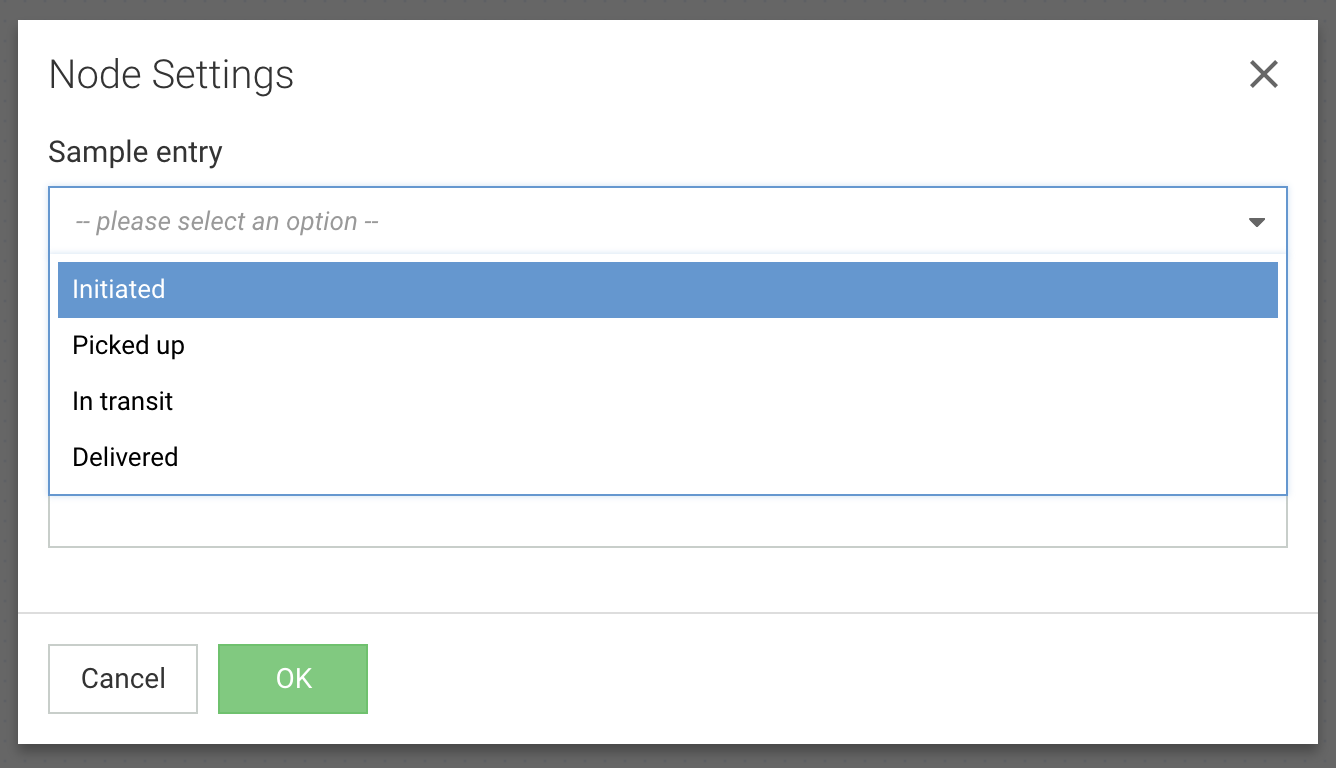 Node Settings
Sample entry
-- please select an option --
Initiated
Picked up
In transit
Delivered
Cancel
OK